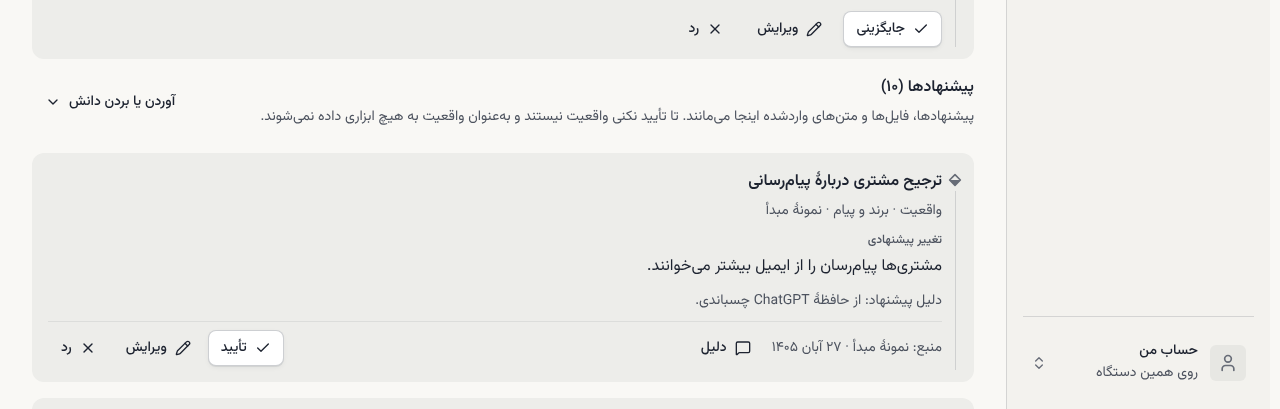 جایگزینی
ویرایش
رد
پیشنهادها (۱۰)
آوردن یا بردن دانش
پیشنهادها، فایل‌ها و متن‌های واردشده اینجا می‌مانند. تا تأیید نکنی واقعیت نیستند و به‌عنوان واقعیت به هیچ ابزاری داده نمی‌شوند.
ترجیح مشتری دربارهٔ پیام‌رسانی
واقعیت · برند و پیام · نمونهٔ مبدأ
تغییر پیشنهادی
مشتری‌ها پیام‌رسان را از ایمیل بیشتر می‌خوانند.
دلیل پیشنهاد: از حافظهٔ ChatGPT چسباندی.
منبع: نمونهٔ مبدأ · ۲۷ آبان ۱۴۰۵
دلیل
تأیید
ویرایش
رد
حساب من
روی همین دستگاه